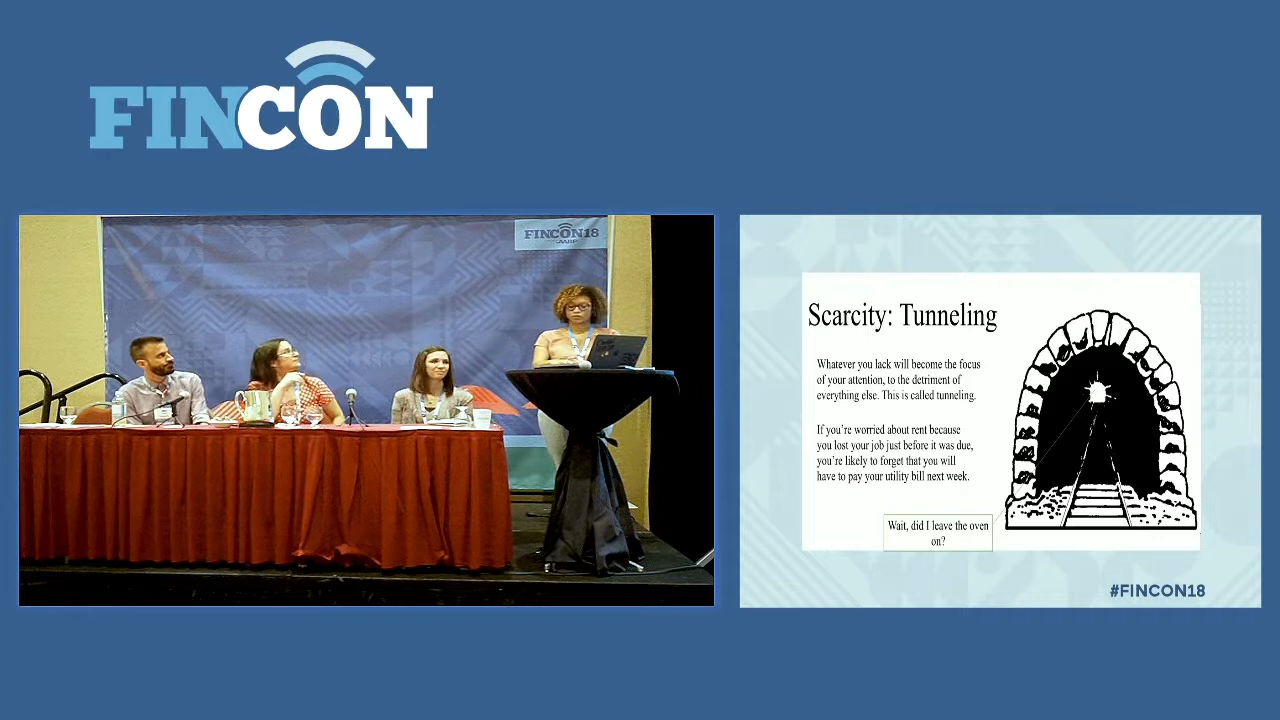 FINCON
FINCON18
Scarcity: Tunneling
Whatever you lack will become the focus
of your attention, to the detriment of
everything else. This is called tunneling.
If you're worried about rent because
you lost your job just before it was due,
you're likely to forget that you will
have to pay your utility bill next week.
Wait, did I leave the oven
on?
#FINCON18